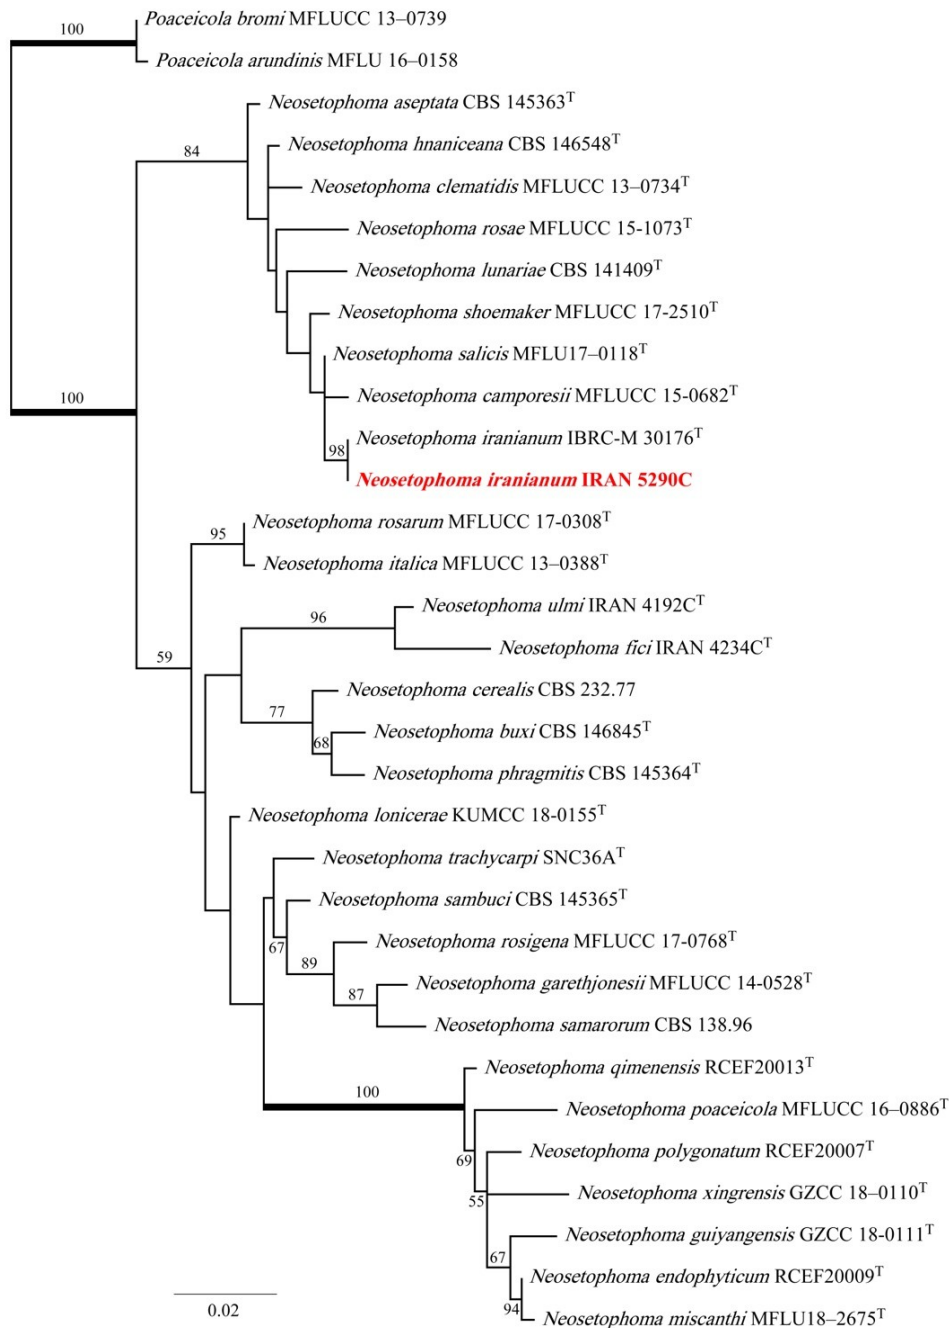 Poaceicola bromi MFLUCC 13–0739
100
Poaceicola arundinis MFLU 16–0158
Neosetophoma aseptata CBS 145363T
Neosetophoma hnaniceana CBS 146548T
84
Neosetophoma clematidis MFLUCC 13–0734T
Neosetophoma rosae MFLUCC 15-1073T
Neosetophoma lunariae CBS 141409T
Neosetophoma shoemaker MFLUCC 17-2510T
Neosetophoma salicis MFLU17–0118T
100
Neosetophoma camporesii MFLUCC 15-0682T
Neosetophoma iranianum IBRC-M 30176T
98
Neosetophoma iranianum IRAN 5290C
Neosetophoma rosarum MFLUCC 17-0308T
95
Neosetophoma italica MFLUCC 13–0388T
Neosetophoma ulmi IRAN 4192CT
96
Neosetophoma fici IRAN 4234CT
59
Neosetophoma cerealis CBS 232.77
77
Neosetophoma buxi CBS 146845T
68
Neosetophoma phragmitis CBS 145364T
Neosetophoma lonicerae KUMCC 18-0155T
Neosetophoma trachycarpi SNC36AT
Neosetophoma sambuci CBS 145365T
67
Neosetophoma rosigena MFLUCC 17-0768T
89
Neosetophoma garethjonesii MFLUCC 14-0528T
87
Neosetophoma samarorum CBS 138.96
Neosetophoma qimenensis RCEF20013T
100
Neosetophoma poaceicola MFLUCC 16–0886T
Neosetophoma polygonatum RCEF20007T
69
Neosetophoma xingrensis GZCC 18–0110T
55
Neosetophoma guiyangensis GZCC 18-0111T
67
Neosetophoma endophyticum RCEF20009T
94
Neosetophoma miscanthi MFLU18–2675T
0.02